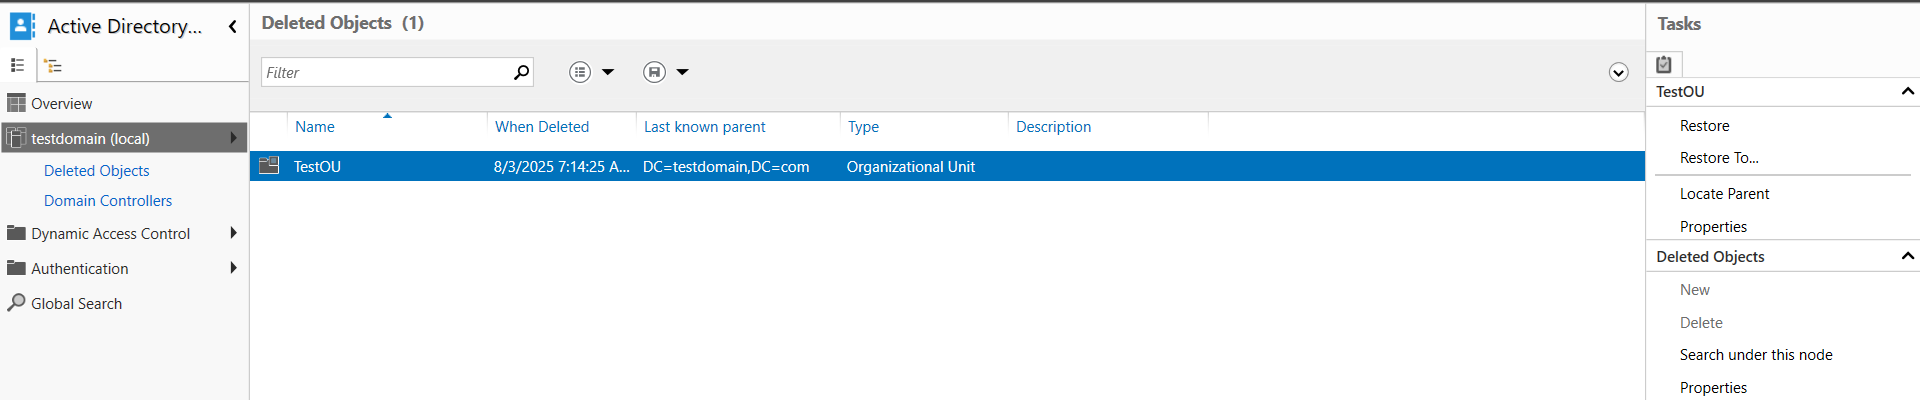 Active Directory...
Overview
testdomain (local)
Deleted Objects
Domain Controllers
Dynamic Access Control
Authentication
Global Search
Deleted Objects (1)
Filter
Name When Deleted Last known parent Type Description
TestOU 8/3/2025 7:14:25 A... DC=testdomain,DC=com Organizational Unit
Tasks
TestOU
Restore
Restore To...
Locate Parent
Properties
Deleted Objects
New
Delete
Search under this node
Properties